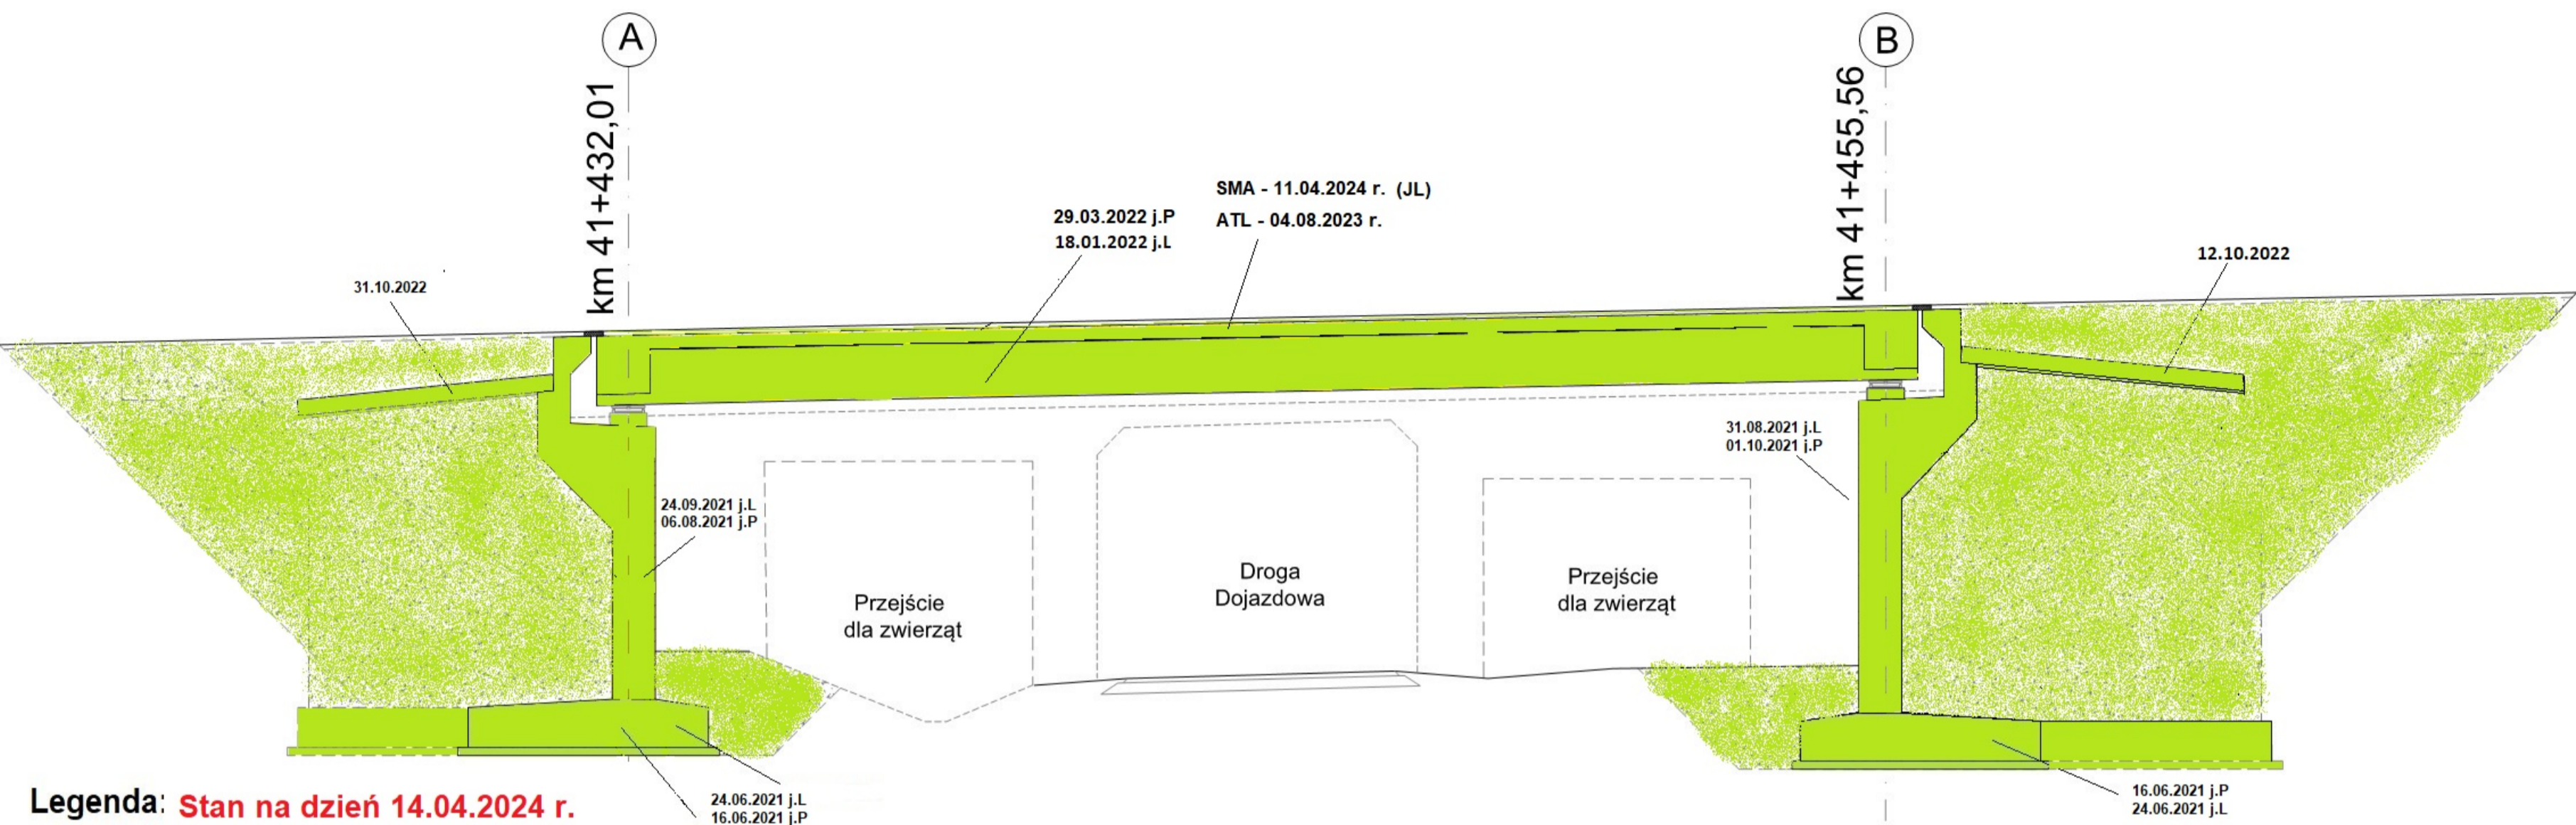 A
B
km 41+432,01
km 41+455,56
SMA - 11.04.2024 r. (JL)
ATL - 04.08.2023 r.
29.03.2022 j.P
18.01.2022 j.L
12.10.2022
31.10.2022
31.08.2021 j.L
01.10.2021 j.P
24.09.2021 j.L
06.08.2021 j.P
Przejście
dla zwierząt
Droga
Dojazdowa
Przejście
dla zwierząt
24.06.2021 j.L
16.06.2021 j.P
16.06.2021 j.P
24.06.2021 j.L
Legenda: Stan na dzień 14.04.2024 r.